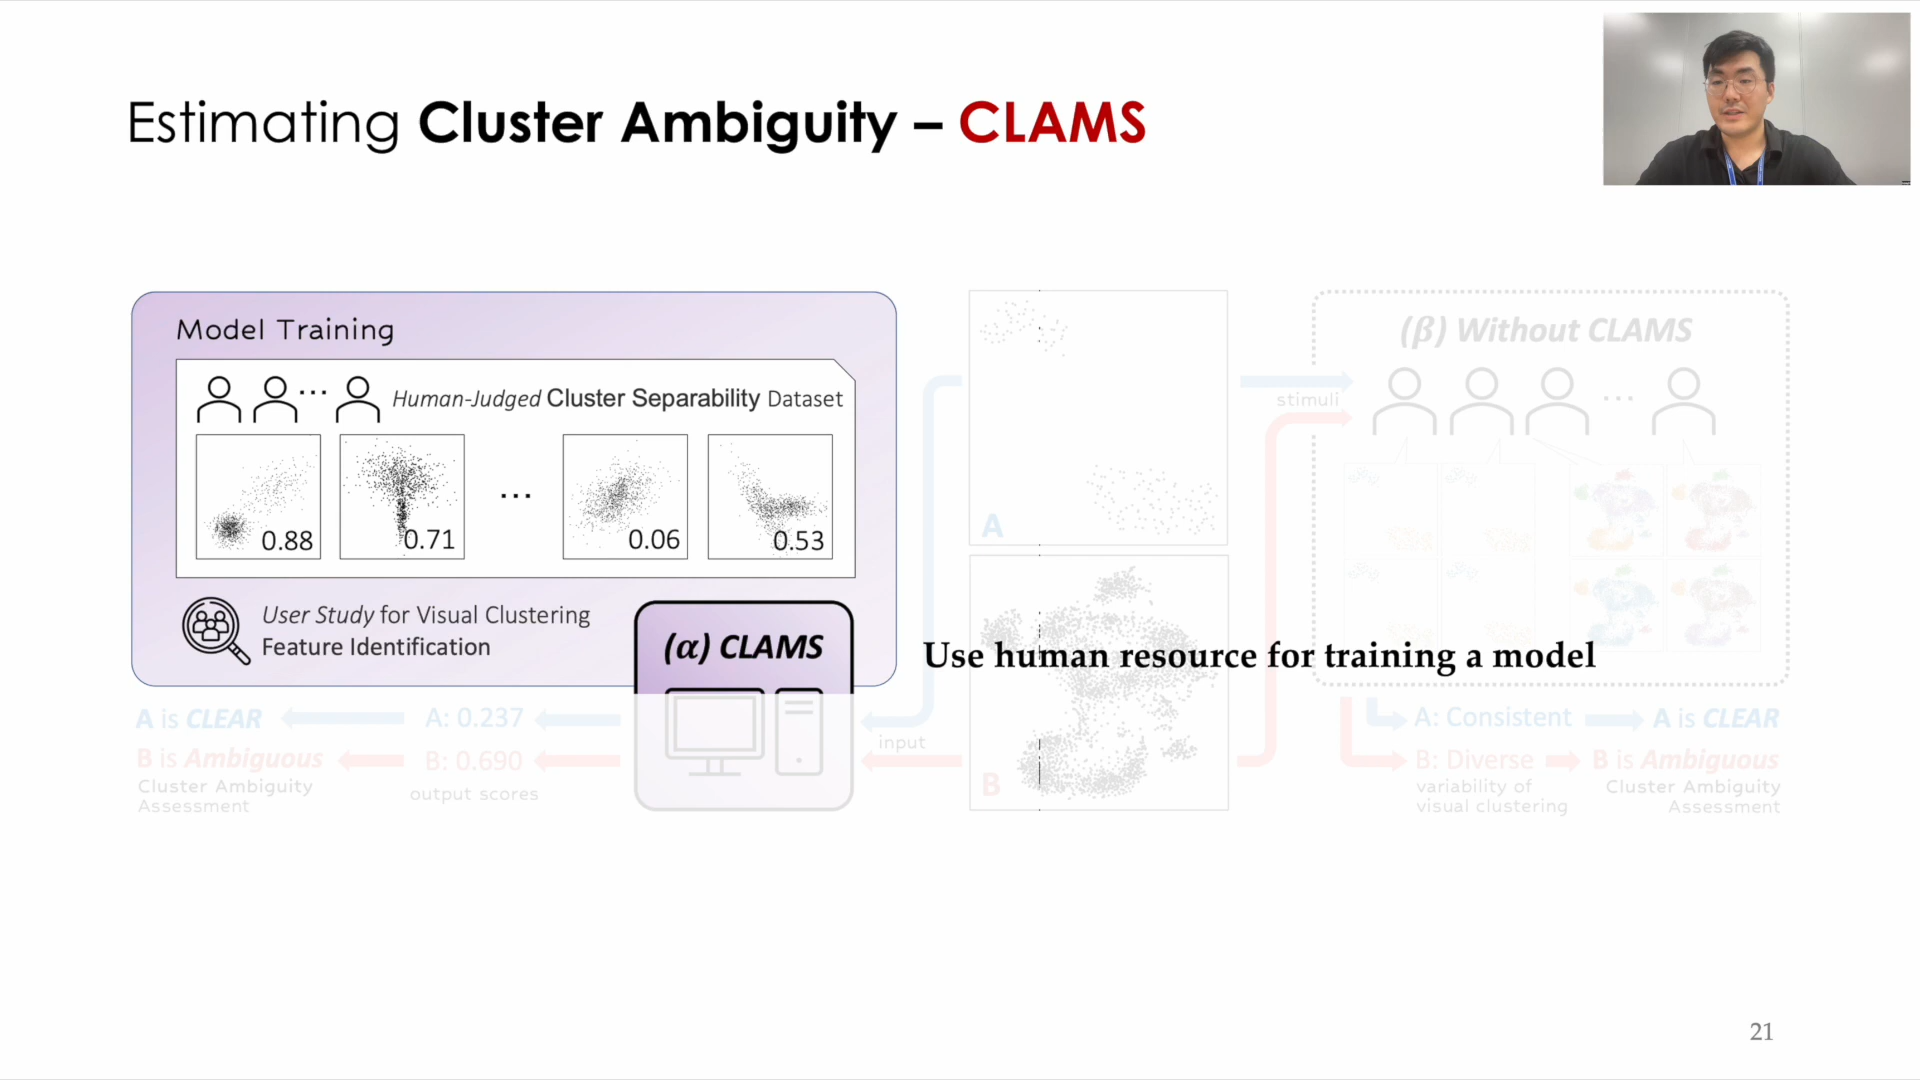 Estimating Cluster Ambiguity – CLAMS
Model Training
Human-Judged Cluster Separability Dataset
0.88
0.71
...
0.06
0.53
User Study for Visual Clustering
Feature Identification
(α) CLAMS
A is CLEAR
A: 0.237
B is Ambiguous
B: 0.690
Cluster Ambiguity
Assessment
output scores
input
A
B
stimuli
(β) Without CLAMS
Use human resource for training a model
A: Consistent
A is CLEAR
B: Diverse
B is Ambiguous
variability of
visual clustering
Cluster Ambiguity
Assessment
21